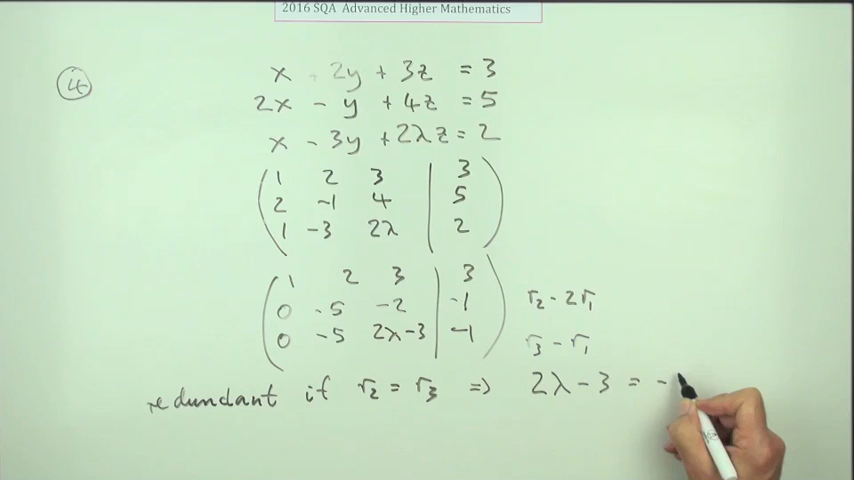 2016 SQA Advanced Higher Mathematics
4
x + 2y + 3z = 3
2x - y + 4z = 5
x - 3y + 2λz = 2
1 2 3 | 3
2 -1 4 | 5
1 -3 2λ | 2
1 2 3 | 3
0 -5 -2 | -1 r₂ - 2r₁
0 -5 2λ-3 | -1 r₃ - r₁
redundant if r₂ = r₃ => 2λ - 3 = -